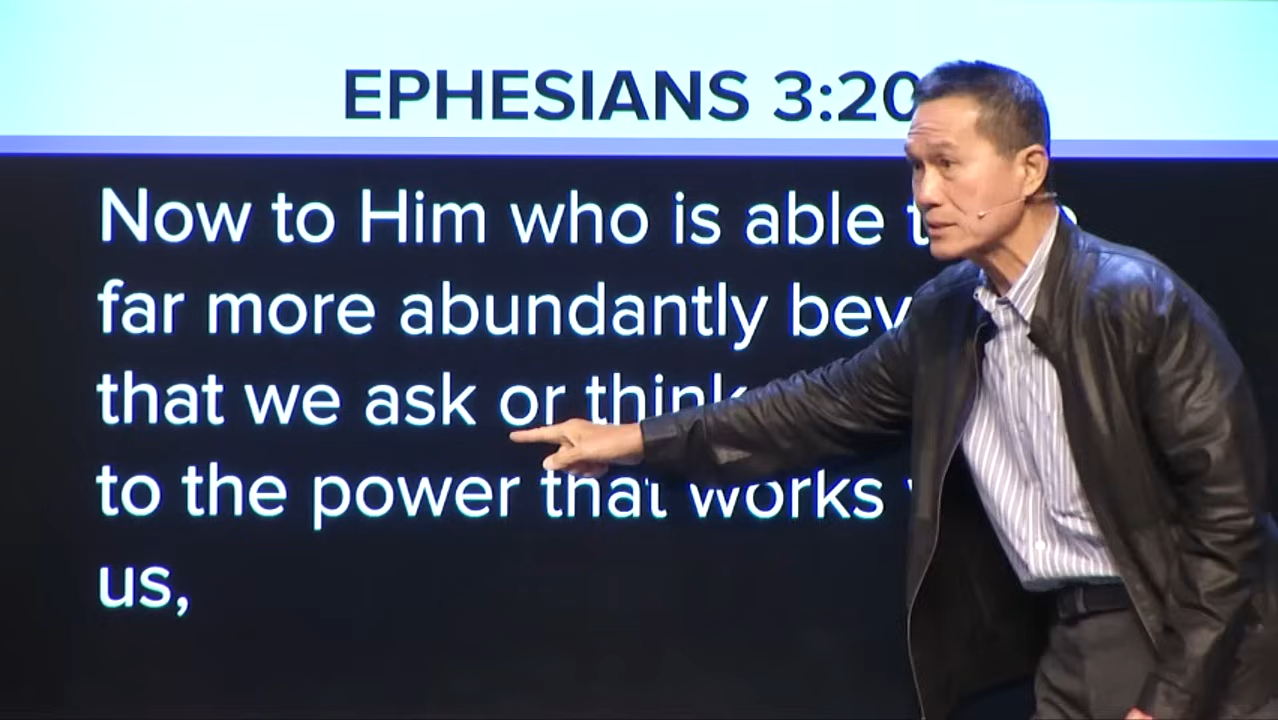 EPHESIANS 3:20
Now to Him who is able
far more abundantly
that we ask or think
to the power that works
us,